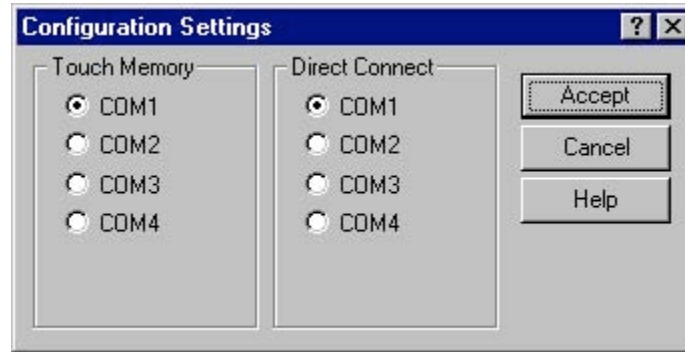 Configuration Settings
? X
Touch Memory
COM1
COM2
COM3
COM4
Direct Connect
COM1
COM2
COM3
COM4
Accept
Cancel
Help